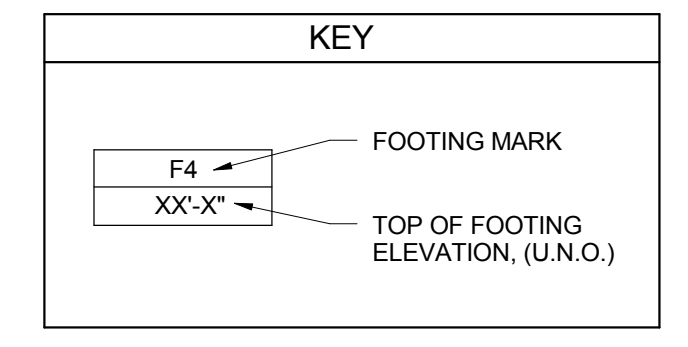 KEY
F4
FOOTING MARK
XX'-X"
TOP OF FOOTING
ELEVATION, (U.N.O.)